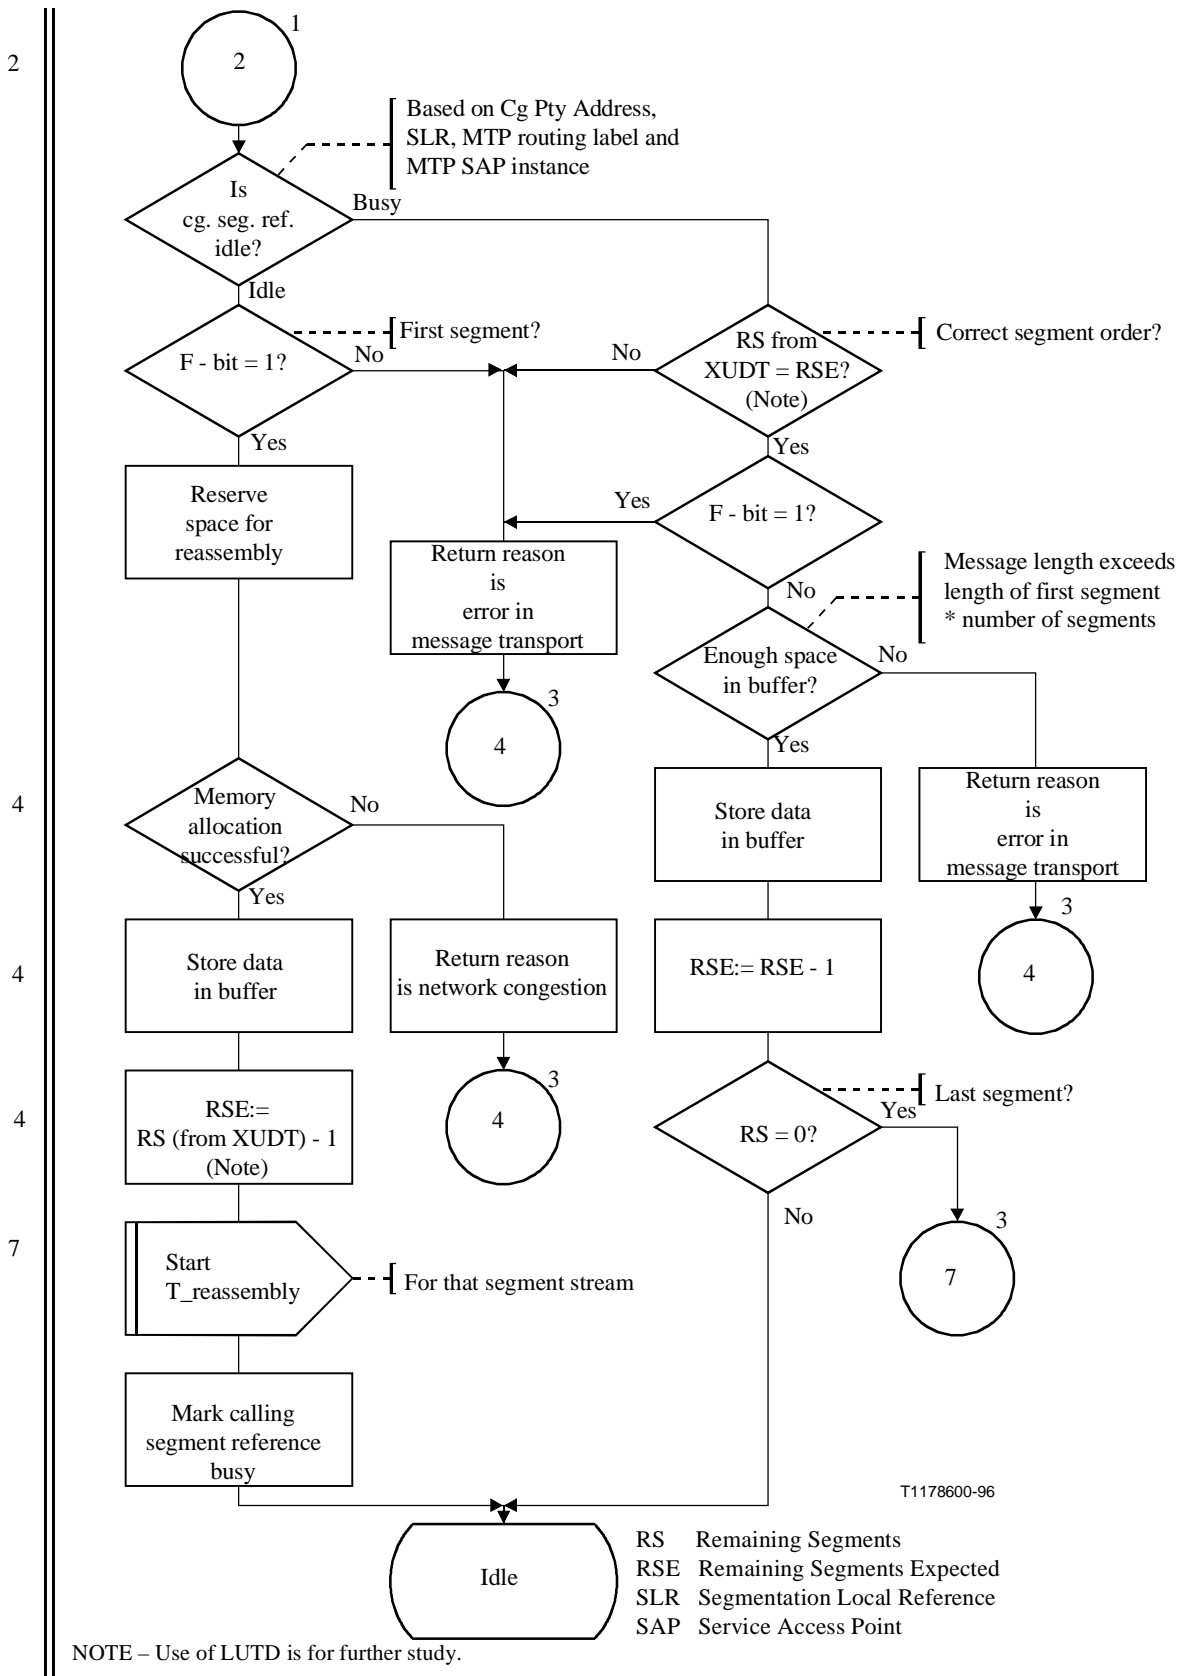 1
2
2
Based on Cg Pty Address,
SLR, MTP routing label and
MTP SAP instance
Is
cg. seg. ref.
idle?
Busy
Idle
First segment?
F - bit = 1?
No
No
RS from
XUDT = RSE?
(Note)
Correct segment order?
Yes
Yes
Reserve
space for
reassembly
Yes
F - bit = 1?
Return reason
is
error in
message transport
No
Message length exceeds
length of first segment
* number of segments
Enough space
in buffer?
No
3
4
Yes
4
Memory
allocation
successful?
No
Store data
in buffer
Return reason
is
error in
message transport
Yes
3
4
Store data
in buffer
Return reason
is network congestion
RSE:= RSE - 1
4
3
4
4
RSE:=
RS (from XUDT) - 1
(Note)
Last segment?
Yes
RS = 0?
No
3
7
7
Start
T_reassembly
For that segment stream
Mark calling
segment reference
busy
T1178600-96
Idle
RS Remaining Segments
RSE Remaining Segments Expected
SLR Segmentation Local Reference
SAP Service Access Point
NOTE – Use of LUTD is for further study.